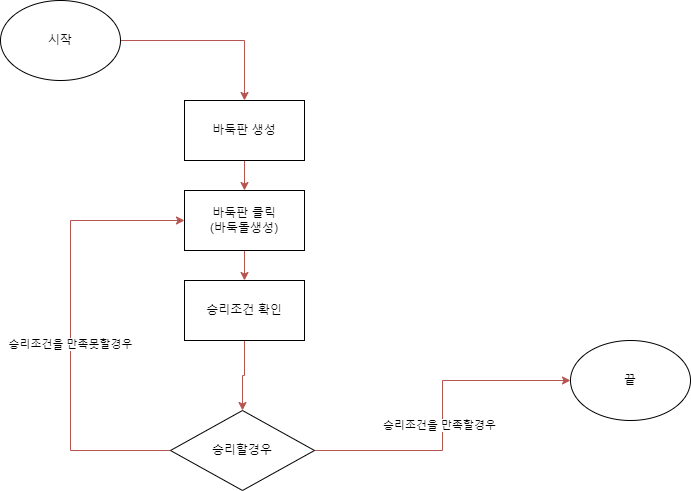 시작
바둑판 생성
바둑판 클릭
(바둑돌생성)
승리조건 확인
승리조건을 만족못할경우
끝
승리조건을 만족할경우
승리할경우